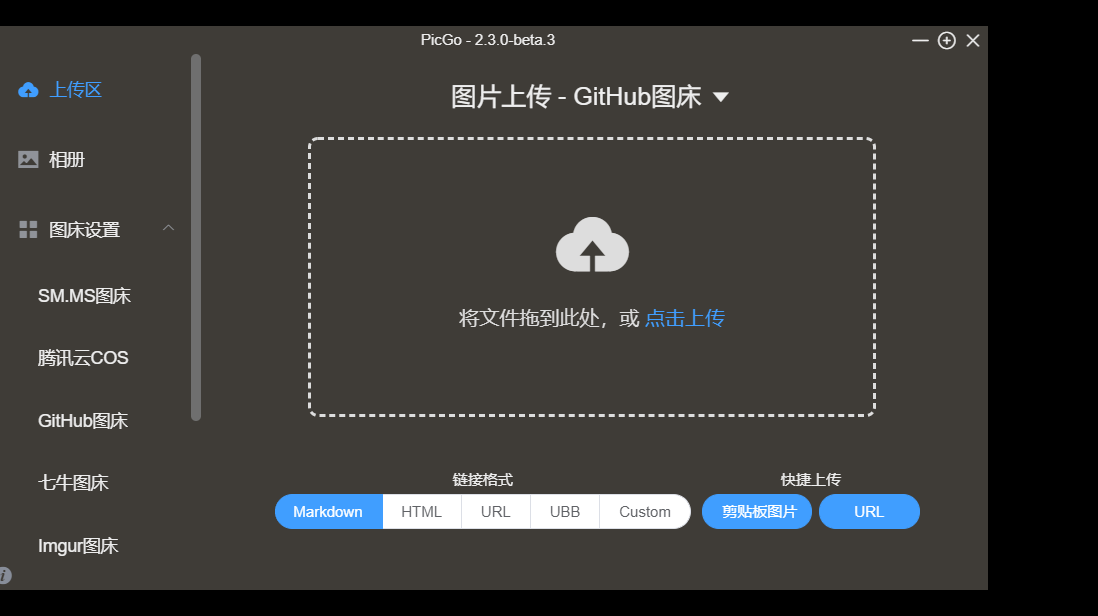 PicGo - 2.3.0-beta.3
上传区
相册
图床设置
SM.MS图床
腾讯云COS
GitHub图床
七牛图床
Imgur图床
图片上传 - GitHub图床
将文件拖到此处，或 点击上传
链接格式
Markdown HTML URL UBB Custom
快捷上传
剪贴板图片 URL